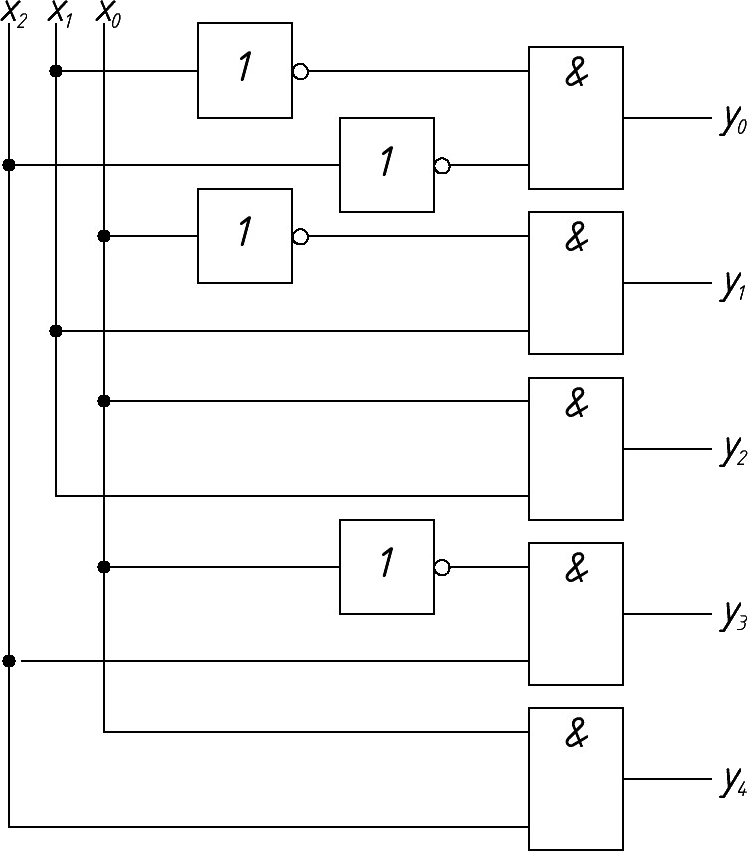 x₂ x₁ x₀
1 &
y₀
1
1 &
y₁
&
y₂
1 &
y₃
&
y₄